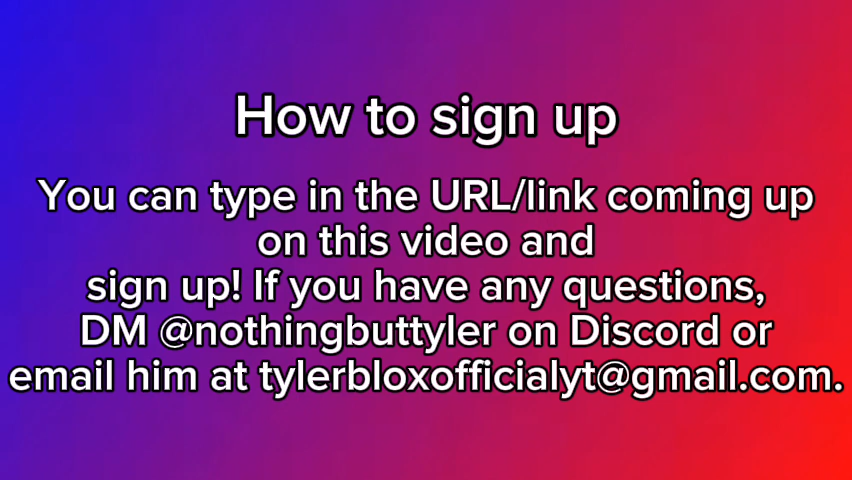 How to sign up
You can type in the URL/link coming up
on this video and
sign up! If you have any questions,
DM @nothingbuttyler on Discord or
email him at tylerbloxofficialyt@gmail.com.